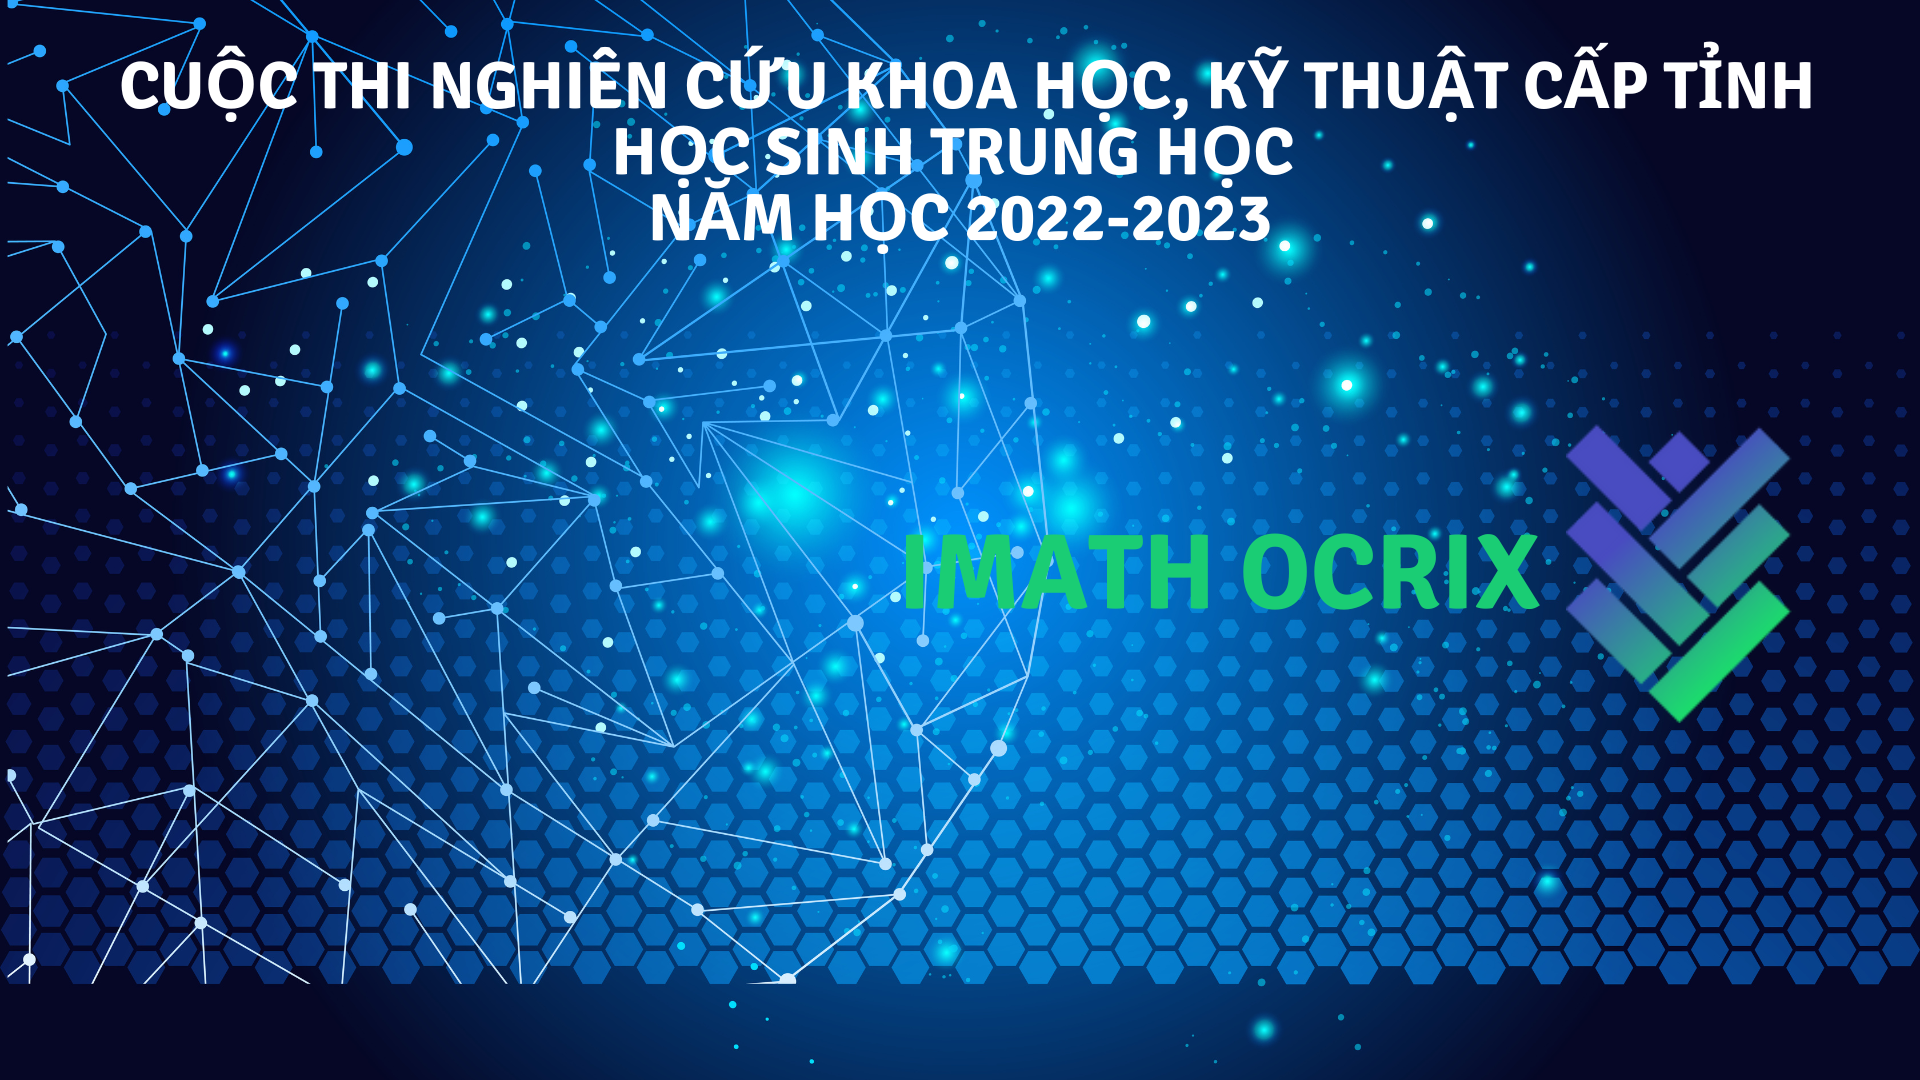 CUỘC THI NGHIÊN CỨU KHOA HỌC, KỸ THUẬT CẤP TỈNH
HỌC SINH TRUNG HỌC
NĂM HỌC 2022-2023
IMATH OCRIX